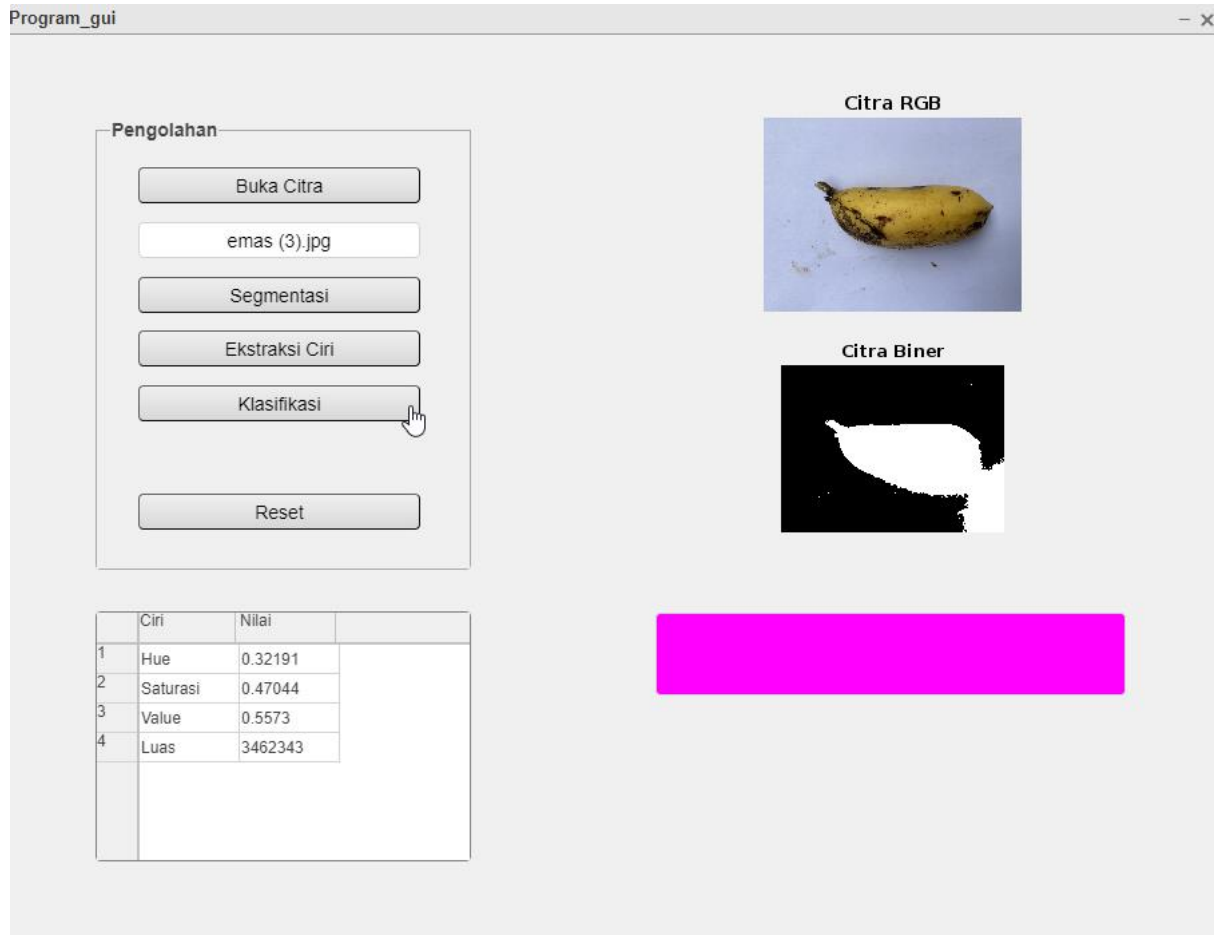 Program_gui
Pengolahan
Buka Citra
emas (3).jpg
Segmentasi
Ekstraksi Ciri
Klasifikasi
Reset
Citra RGB
Citra Biner
Ciri Nilai
1 Hue 0.32191
2 Saturasi 0.47044
3 Value 0.5573
4 Luas 3462343